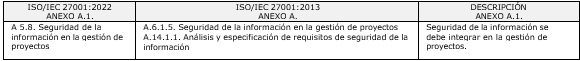 ISO/IEC 27001:2022
ANEXO A.1.
ISO/IEC 27001:2013
ANEXO A.
DESCRIPCIÓN
ANEXO A.1.
A 5.8. Seguridad de la
información en la gestión de
proyectos
A.6.1.5. Seguridad de la información en la gestión de proyectos
A.14.1.1. Análisis y especificación de requisitos de seguridad de la
información
Seguridad de la información se
debe integrar en la gestión de
proyectos.